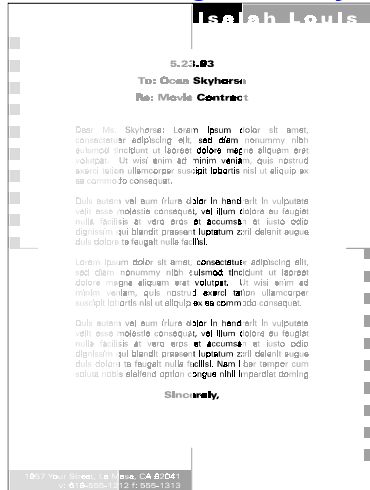 Isaiah Louis
5.23.93
To: Ocea Skyhorse
Re: Movie Contract
Dear Ms. Skyhorse: Lorem ipsum dolor sit amet,
consectetuer adipiscing elit, sed diam nonummy nibh
euismod tincidunt ut laoreet dolore magna aliquam erat
volutpat. Ut wisi enim ad minim veniam, quis nostrud
exerci tation ullamcorper suscipit lobortis nisl ut aliquip ex
ea commodo consequat.
Duis autem vel eum iriure dolor in hendrerit in vulputate
velit esse molestie consequat, vel illum dolore eu feugiat
nulla facilisis at vero eros et accumsan et iusto odio
dignissim qui blandit praesent luptatum zzril delenit augue
duis dolore te feugait nulla facilisi.
Lorem ipsum dolor sit amet, consectetuer adipiscing elit,
sed diam nonummy nibh euismod tincidunt ut laoreet
dolore magna aliquam erat volutpat. Ut wisi enim ad
minim veniam, quis nostrud exerci tation ullamcorper
suscipit lobortis nisl ut aliquip ex ea commodo consequat.
Duis autem vel eum iriure dolor in hendrerit in vulputate
velit esse molestie consequat, vel illum dolore eu feugiat
nulla facilisis at vero eros et accumsan et iusto odio
dignissim qui blandit praesent luptatum zzril delenit augue
duis dolore te feugait nulla facilisi. Nam liber tempor cum
soluta nobis eleifend option congue nihil imperdiet doming
Sincerely,
1957 Your Street, La Mesa, CA 92041
v: 619-555-1212 f: 555-1313